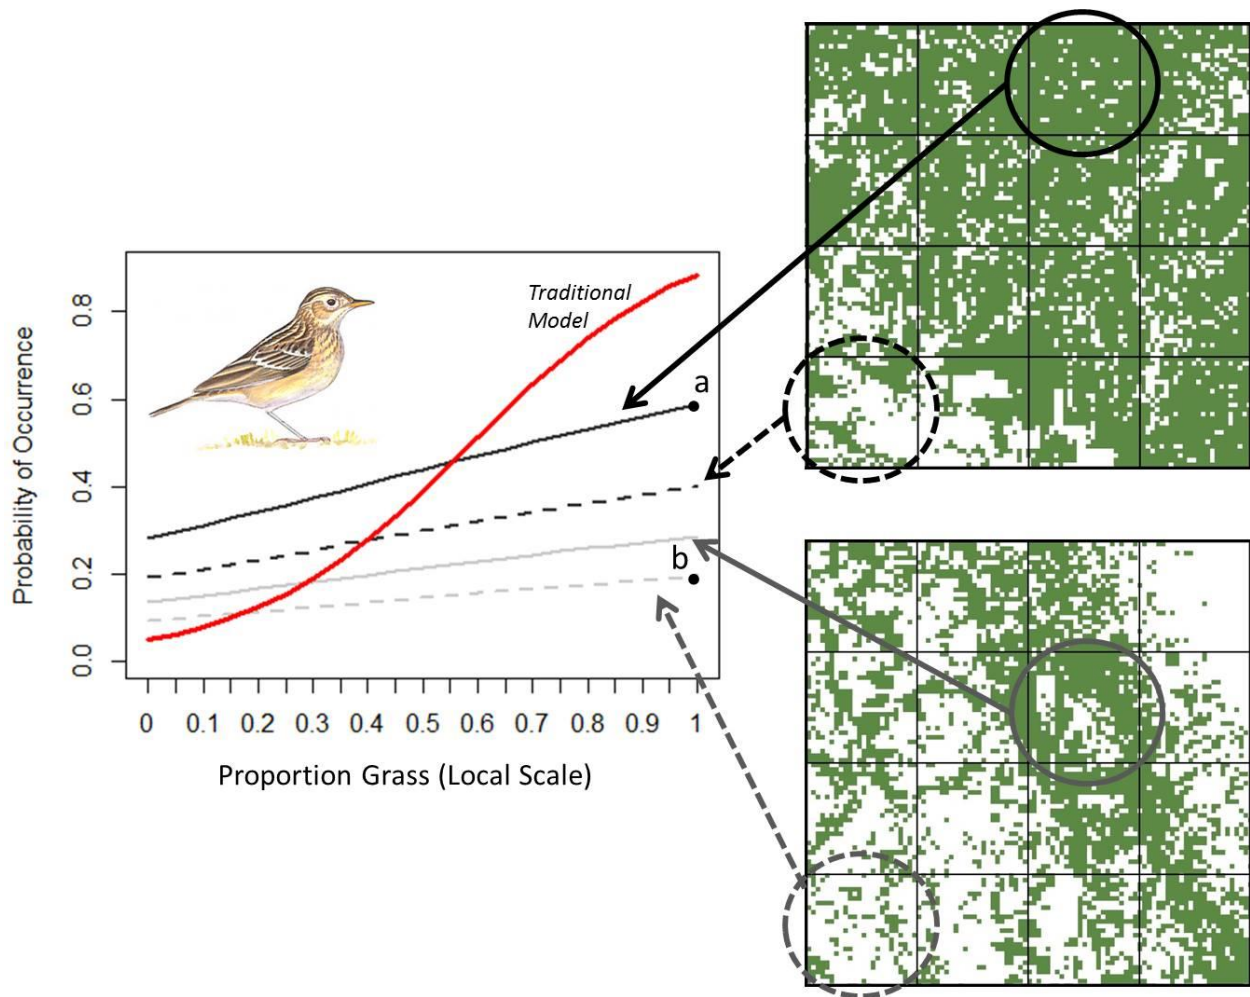 Traditional
Model
a
b
Probability of Occurrence
0.8
0.6
0.4
0.2
0.0
0 0.1 0.2 0.3 0.4 0.5 0.6 0.7 0.8 0.9 1
Proportion Grass (Local Scale)